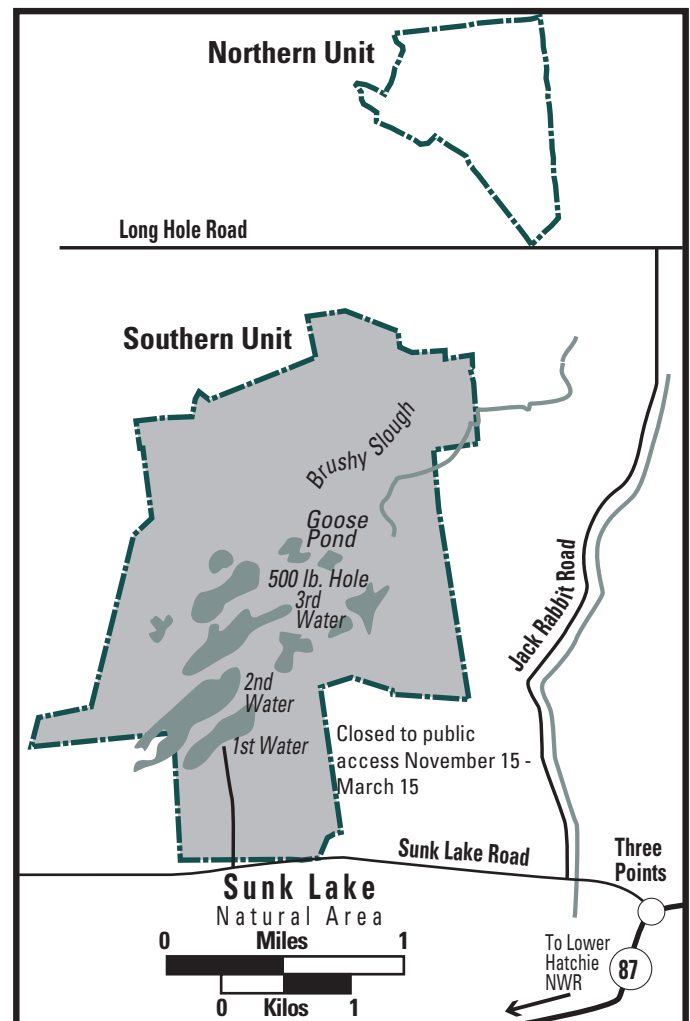 Northern Unit
Long Hole Road
Southern Unit
Brushy Slough
Goose
Pond
500 lb. Hole
3rd
Water
Jack Rabbit Road
2nd
Water
1st Water
Closed to public
access November 15 -
March 15
Sunk Lake Road
Three
Points
Sunk Lake
Natural Area
0 Miles 1
0 Kilos 1
To Lower
Hatchie
NWR
87